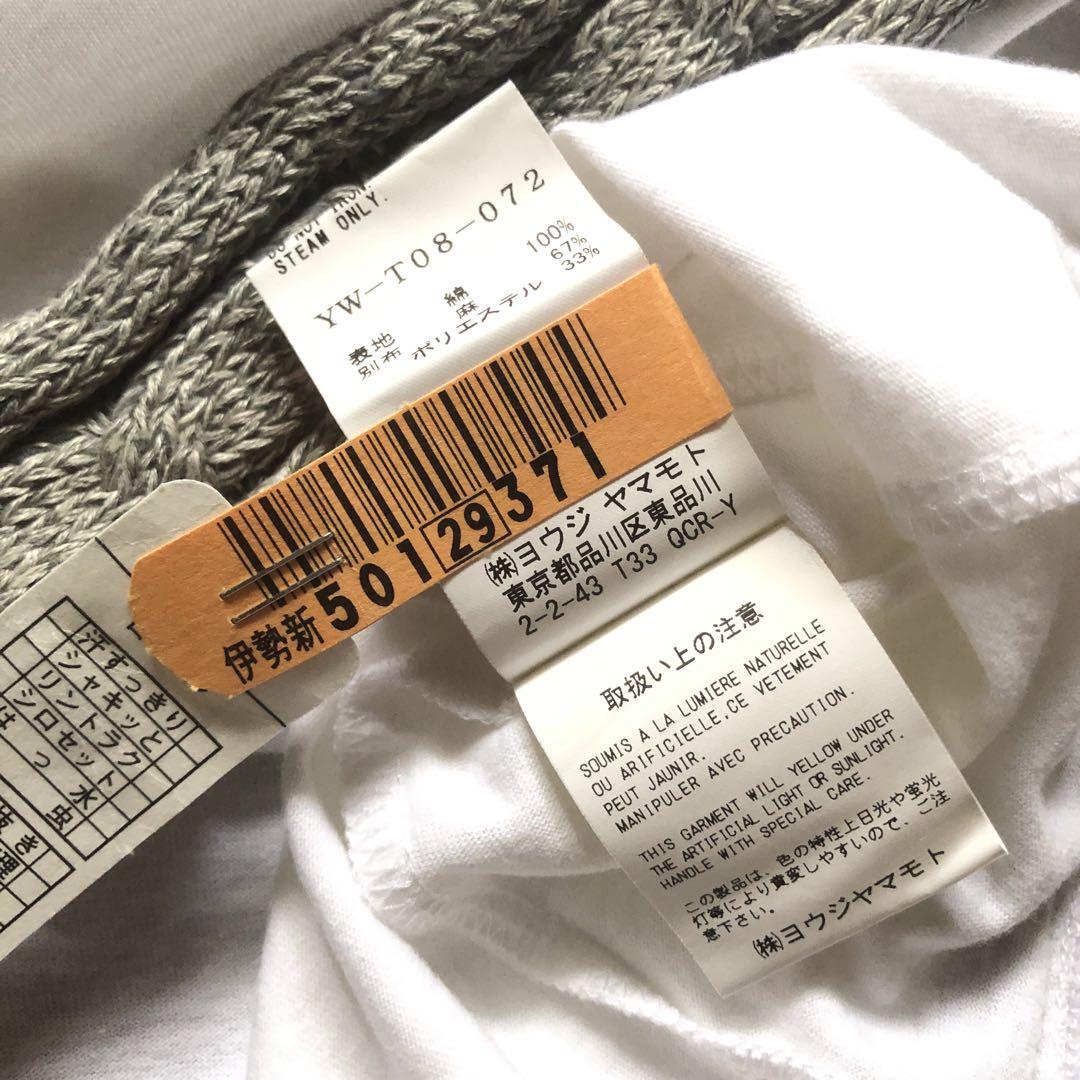 STEAM ONLY.
YW-T08-072
表地 綿 100%
別布 麻 67%
ポリエステル 33%
伊勢新 501 29 371
㈱ヨウジ ヤマモト
東京都品川区東品川
2-2-43 T33 QCR-Y
取扱い上の注意
SOUMIS A LA LUMIERE NATURELLE
OU ARIFICIELLE,CE VETEMENT
PEUT JAUNIR.
MANIPULER AVEC PRECAUTION.
THIS GARMENT WILL YELLOW UNDER
THE ARTIFICIAL LIGHT OR SUNLIGHT.
HANDLE WITH SPECIAL CARE.
この製品は、色の特性上日光や蛍光
灯等により黄変しやすいので、ご注
意下さい。
㈱ヨウジヤマモト
汗すっきり
シャキッと
リントラク
シロセット
はっ水
虫